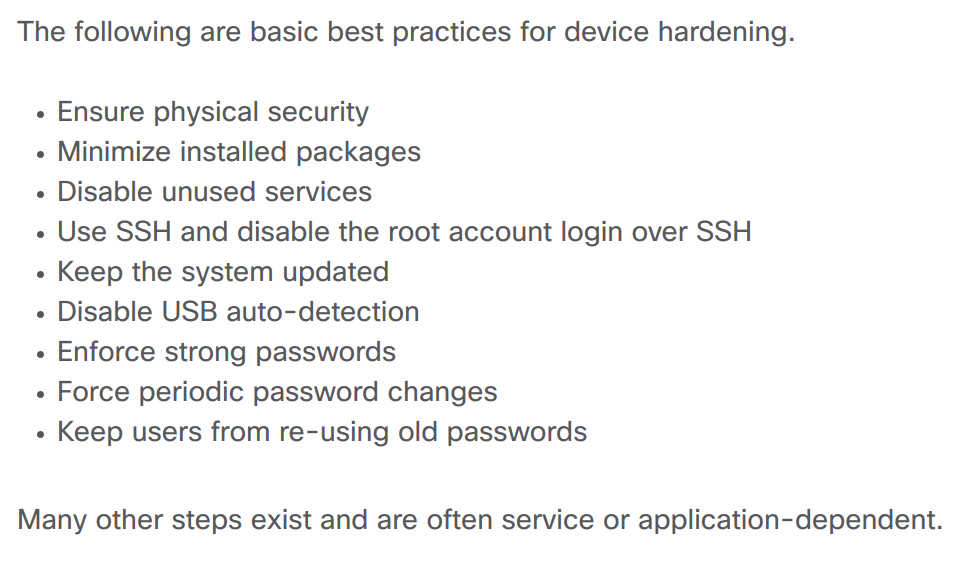 The following are basic best practices for device hardening.
• Ensure physical security
• Minimize installed packages
• Disable unused services
• Use SSH and disable the root account login over SSH
• Keep the system updated
• Disable USB auto-detection
• Enforce strong passwords
• Force periodic password changes
• Keep users from re-using old passwords
Many other steps exist and are often service or application-dependent.